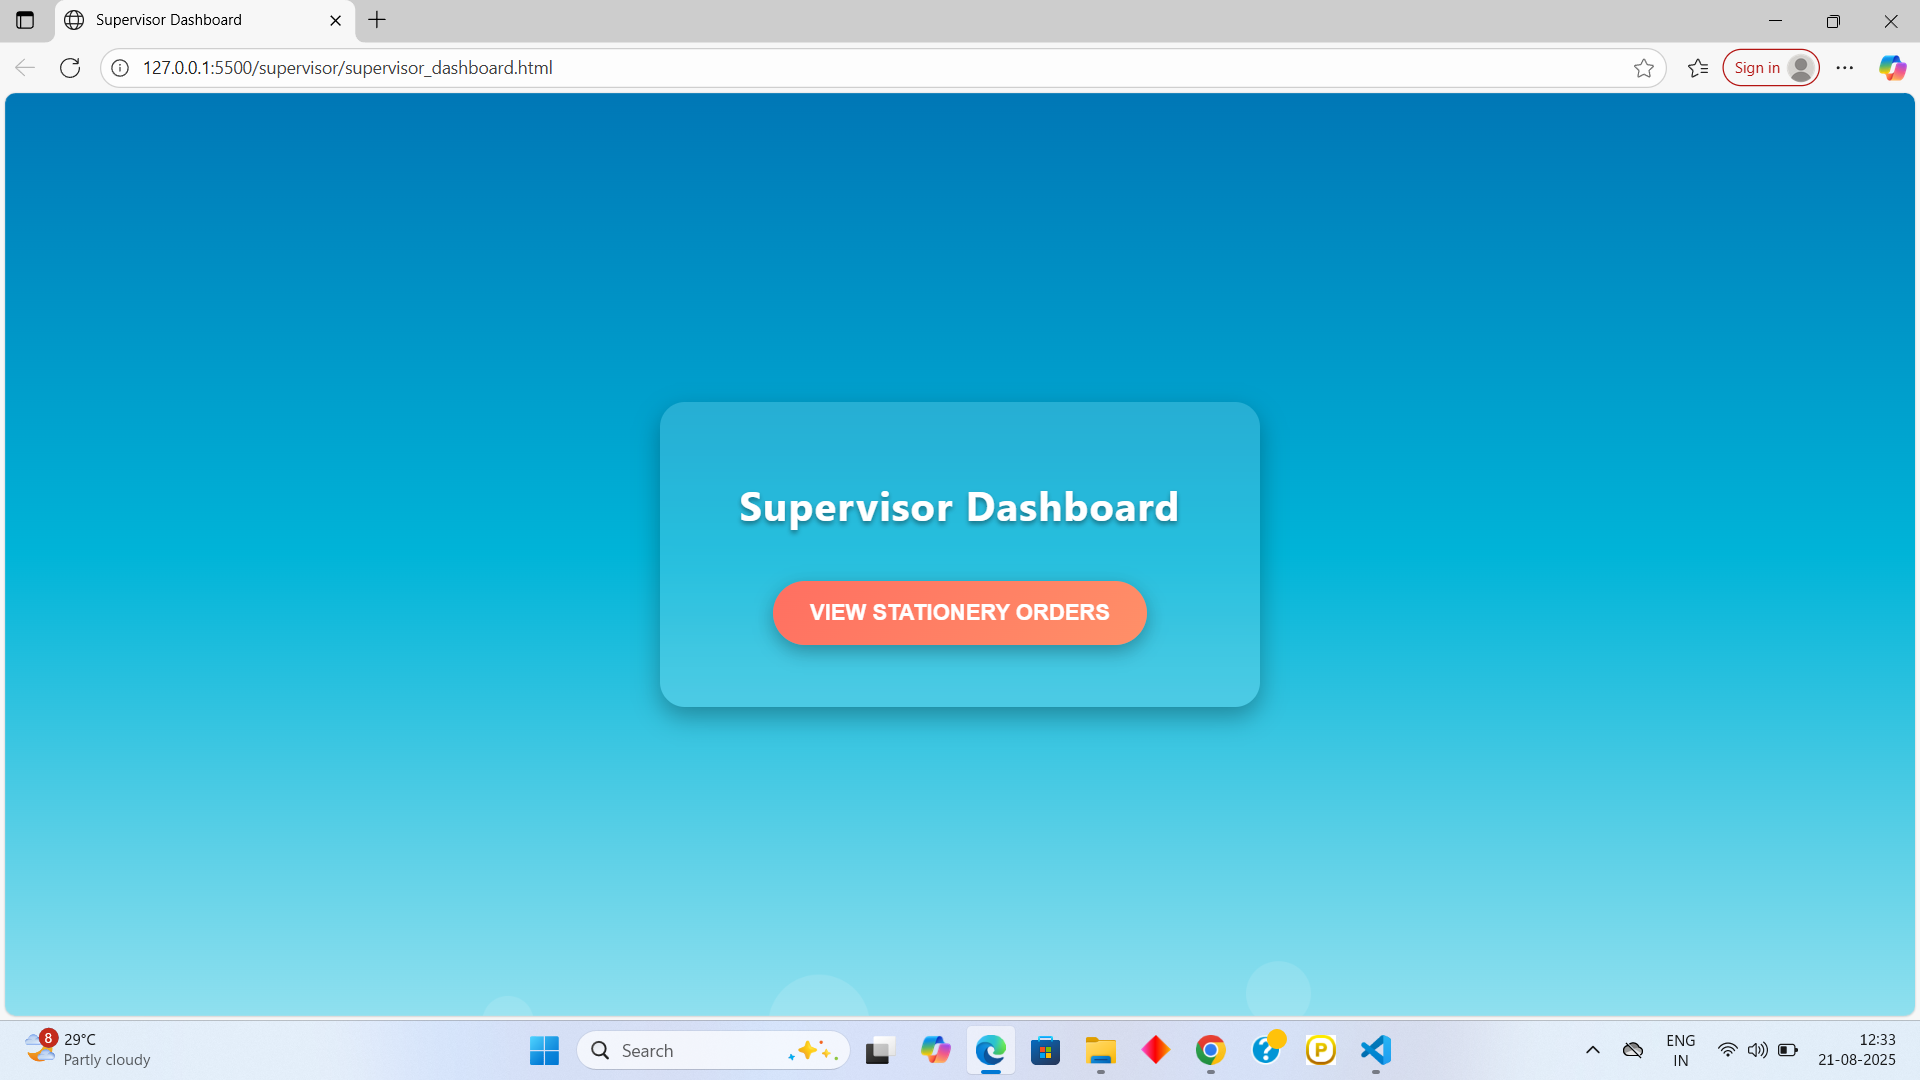 Supervisor Dashboard
127.0.0.1:5500/supervisor/supervisor_dashboard.html
Sign in
Supervisor Dashboard
VIEW STATIONERY ORDERS
8
29°C
Partly cloudy
Search
P
ENG
IN
12:33
21-08-2025